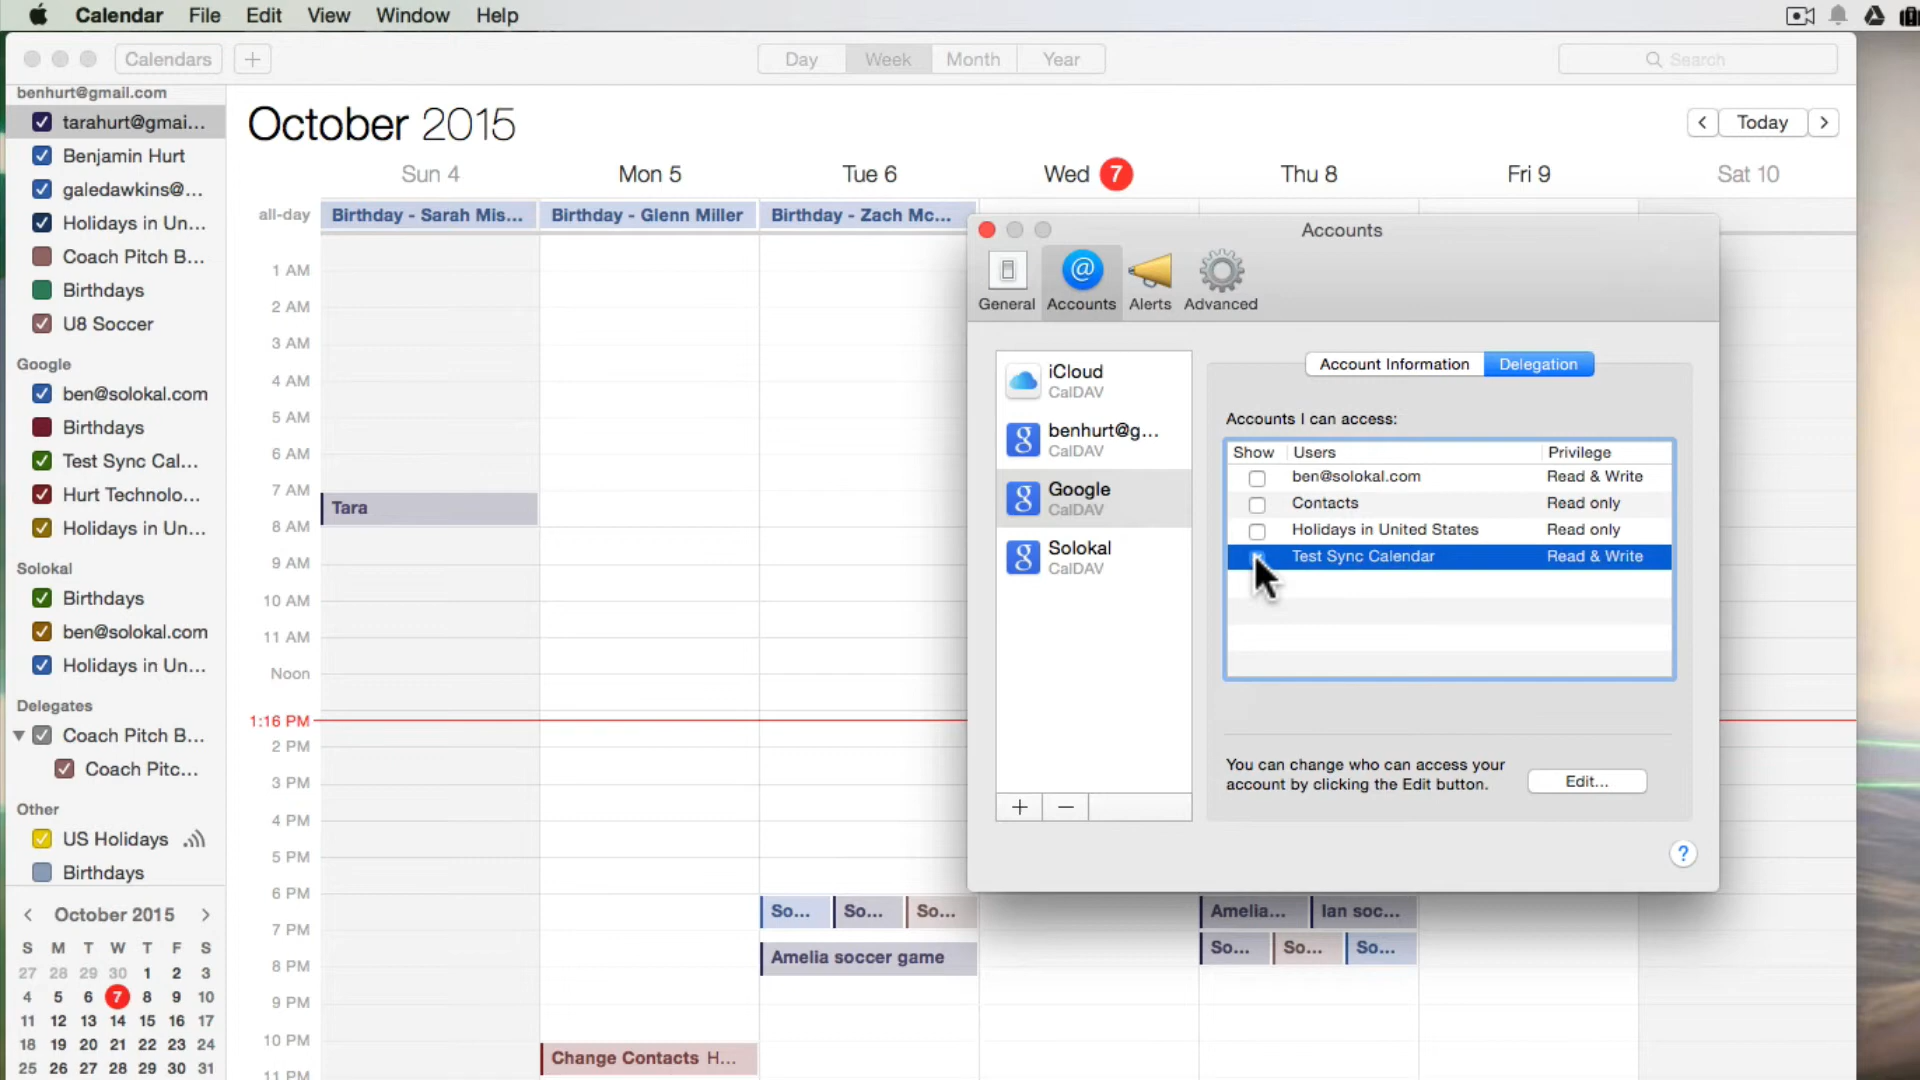 Calendar File Edit View Window Help
Calendars + Day Week Month Year Search
benhurt@gmail.com
tarahurt@gmai...
Benjamin Hurt
galedawkins@...
Holidays in Un...
Coach Pitch B...
Birthdays
U8 Soccer
Google
ben@solokal.com
Birthdays
Test Sync Cal...
Hurt Technolo...
Holidays in Un...
Solokal
Birthdays
ben@solokal.com
Holidays in Un...
Delegates
Coach Pitch B...
Coach Pitc...
Other
US Holidays
Birthdays
October 2015
S M T W T F S
27 28 29 30 1 2 3
4 5 6 7 8 9 10
11 12 13 14 15 16 17
18 19 20 21 22 23 24
25 26 27 28 29 30 31
October 2015
< Today >
Sun 4 Mon 5 Tue 6 Wed 7 Thu 8 Fri 9 Sat 10
all-day Birthday - Sarah Mis... Birthday - Glenn Miller Birthday - Zach Mc...
1 AM
2 AM
3 AM
4 AM
5 AM
6 AM
7 AM
Tara
8 AM
9 AM
10 AM
11 AM
Noon
1:16 PM
2 PM
3 PM
4 PM
5 PM
6 PM
So... So... So... Amelia... Ian soc...
7 PM
So... So... So...
Amelia soccer game
8 PM
9 PM
10 PM
Change Contacts H...
11 PM
Accounts
General Accounts Alerts Advanced
iCloud
CalDAV
benhurt@g...
CalDAV
Google
CalDAV
Solokal
CalDAV
+ −
Account Information Delegation
Accounts I can access:
Show Users Privilege
ben@solokal.com Read & Write
Contacts Read only
Holidays in United States Read only
Test Sync Calendar Read & Write
You can change who can access your
account by clicking the Edit button.
Edit...
?